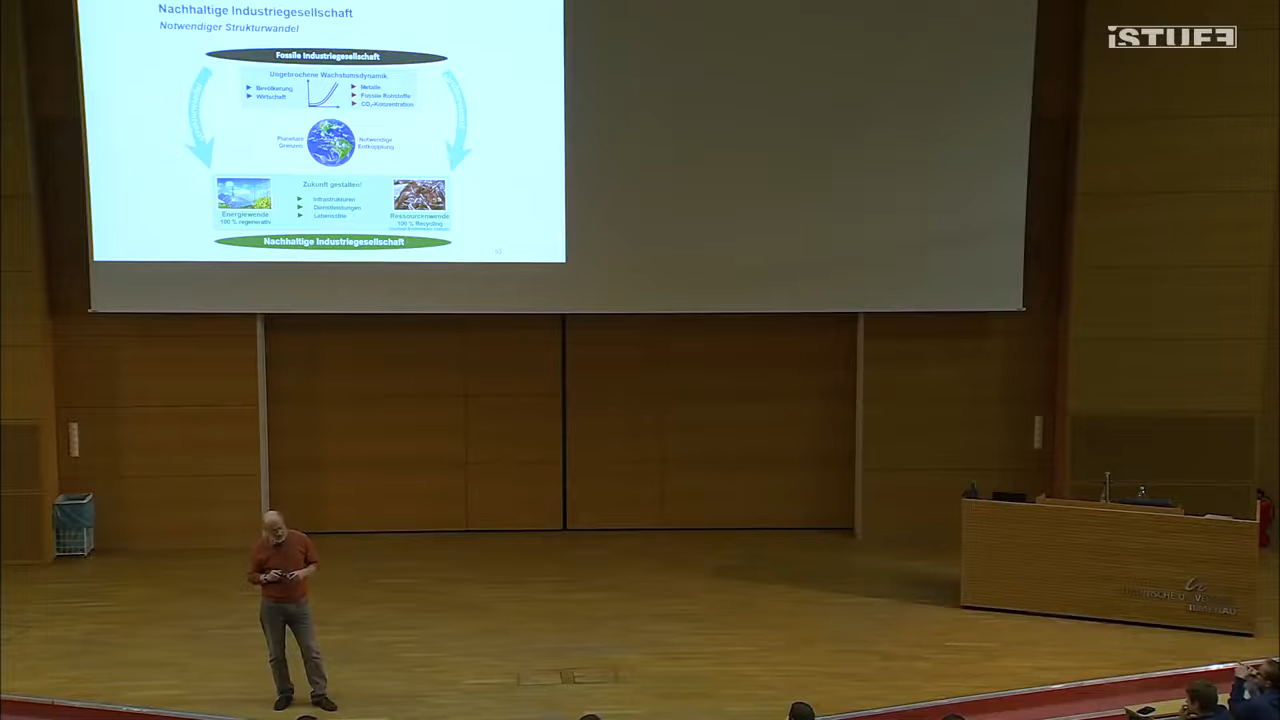 iSTUFF
Nachhaltige Industriegesellschaft
Notwendiger Strukturwandel
Fossile Industriegesellschaft
Ungebrochene Wachstumsdynamik
Bevölkerung
Wirtschaft
Metalle
Fossile Rohstoffe
CO₂-Konzentration
Planetare
Grenzen
Notwendige
Entkopplung
Zukunft gestalten!
Infrastrukturen
Dienstleistungen
Lebensstile
Energiewende
100 % regenerativ
Ressourcenwende
100 % Recycling
Nachhaltige Industriegesellschaft
ILMENAU